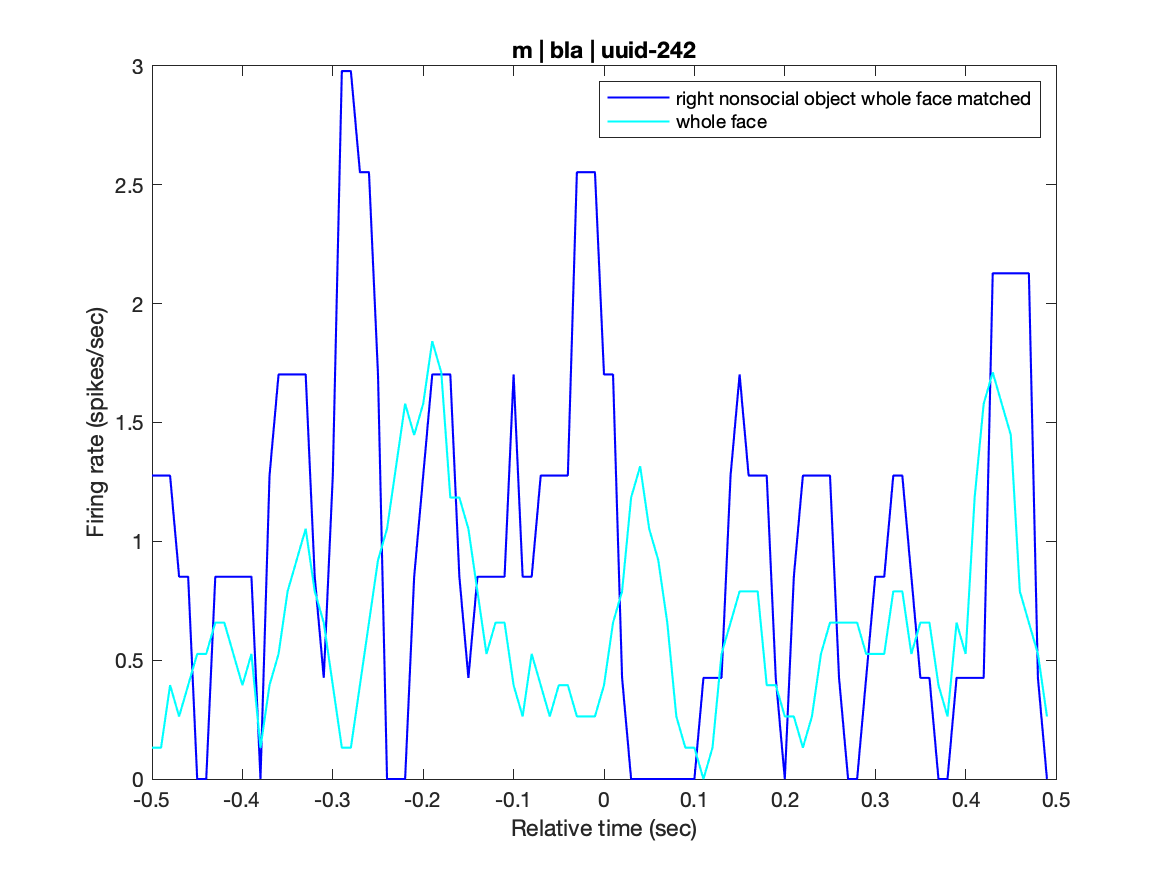 m | bla | uuid-242
right nonsocial object whole face matched
whole face
3
2.5
2
1.5
1
0.5
0
Firing rate (spikes/sec)
-0.5 -0.4 -0.3 -0.2 -0.1 0 0.1 0.2 0.3 0.4 0.5
Relative time (sec)